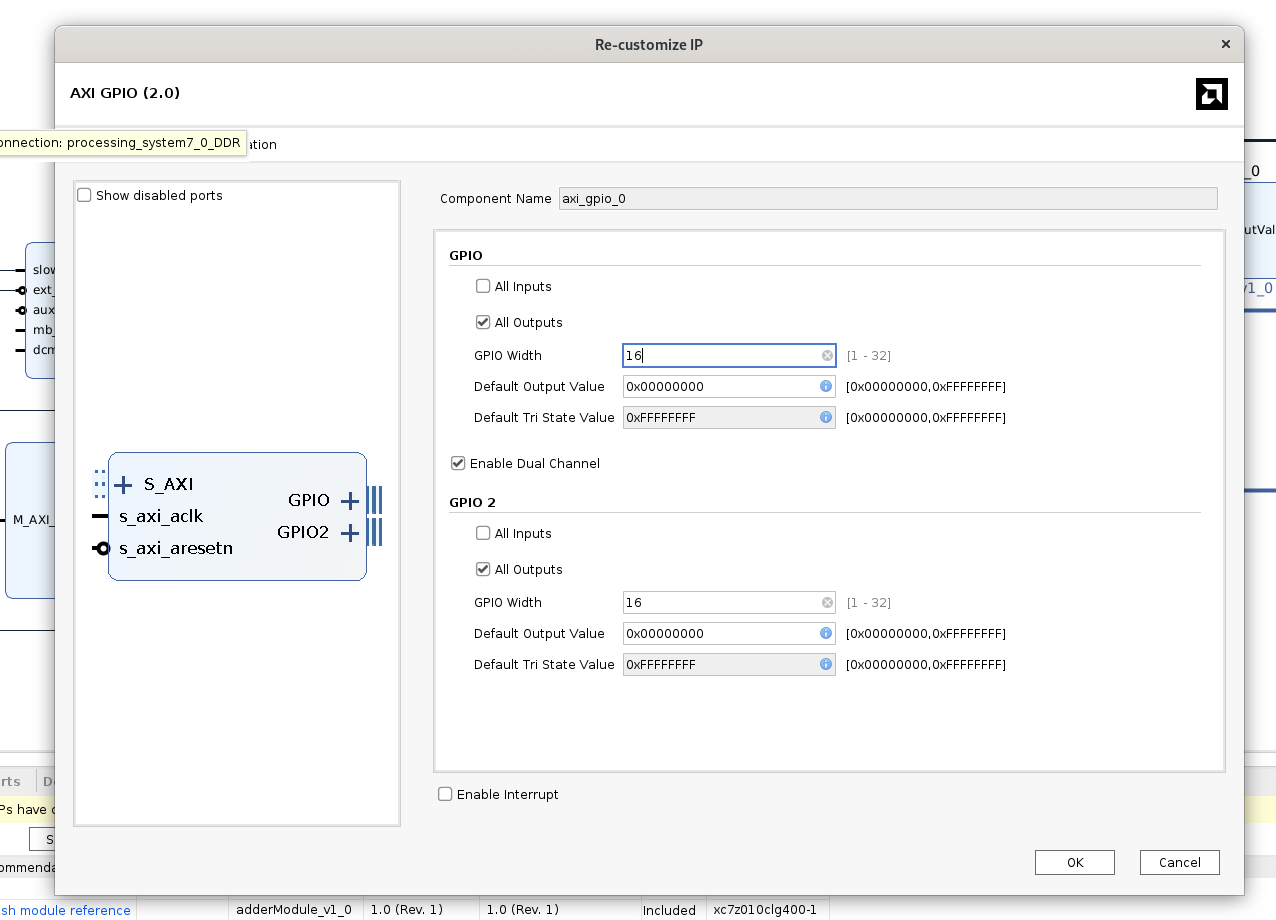 Re-customize IP
AXI GPIO (2.0)
onnection: processing_system7_0_DDR
ation
Show disabled ports
Component Name axi_gpio_0
_0
utVal
/1_0
slow
ext_
aux
mb_
dcm
M_AXI_
S_AXI
s_axi_aclk
s_axi_aresetn
GPIO
GPIO2
GPIO
All Inputs
All Outputs
GPIO Width 16 [1 - 32]
Default Output Value 0x00000000 [0x00000000,0xFFFFFFFF]
Default Tri State Value 0xFFFFFFFF [0x00000000,0xFFFFFFFF]
Enable Dual Channel
GPIO 2
All Inputs
All Outputs
GPIO Width 16 [1 - 32]
Default Output Value 0x00000000 [0x00000000,0xFFFFFFFF]
Default Tri State Value 0xFFFFFFFF [0x00000000,0xFFFFFFFF]
Enable Interrupt
OK Cancel
rts D
Ps have
S
ommenda
sh module reference adderModule_v1_0 1.0 (Rev. 1) 1.0 (Rev. 1) Included xc7z010clg400-1